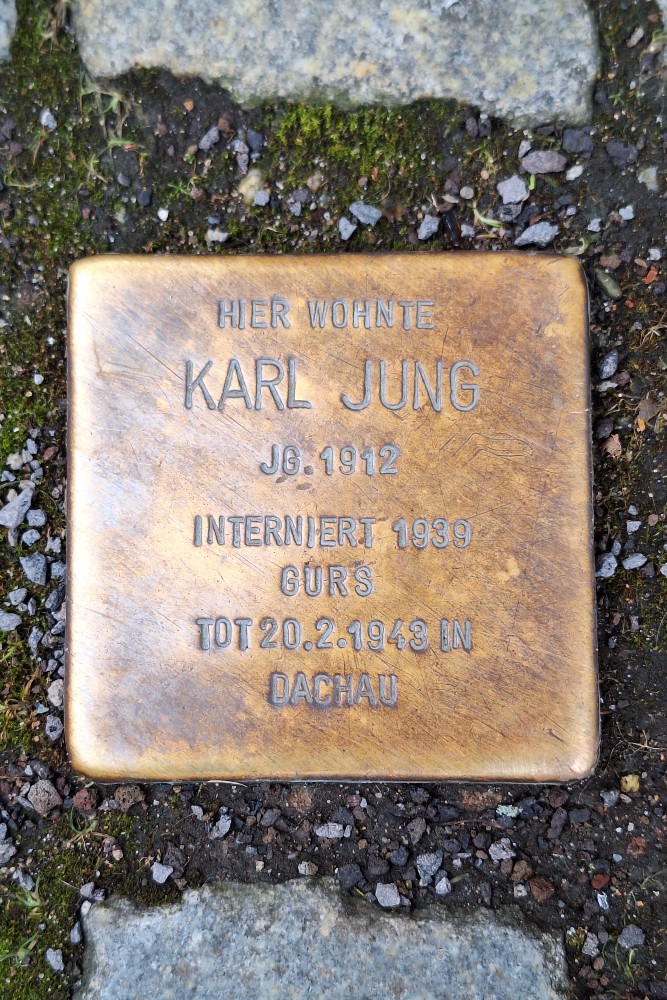 HIER WOHNTE
KARL JUNG
JG. 1912
INTERNIERT 1939
GURS
TOT 20.2.1943 IN
DACHAU